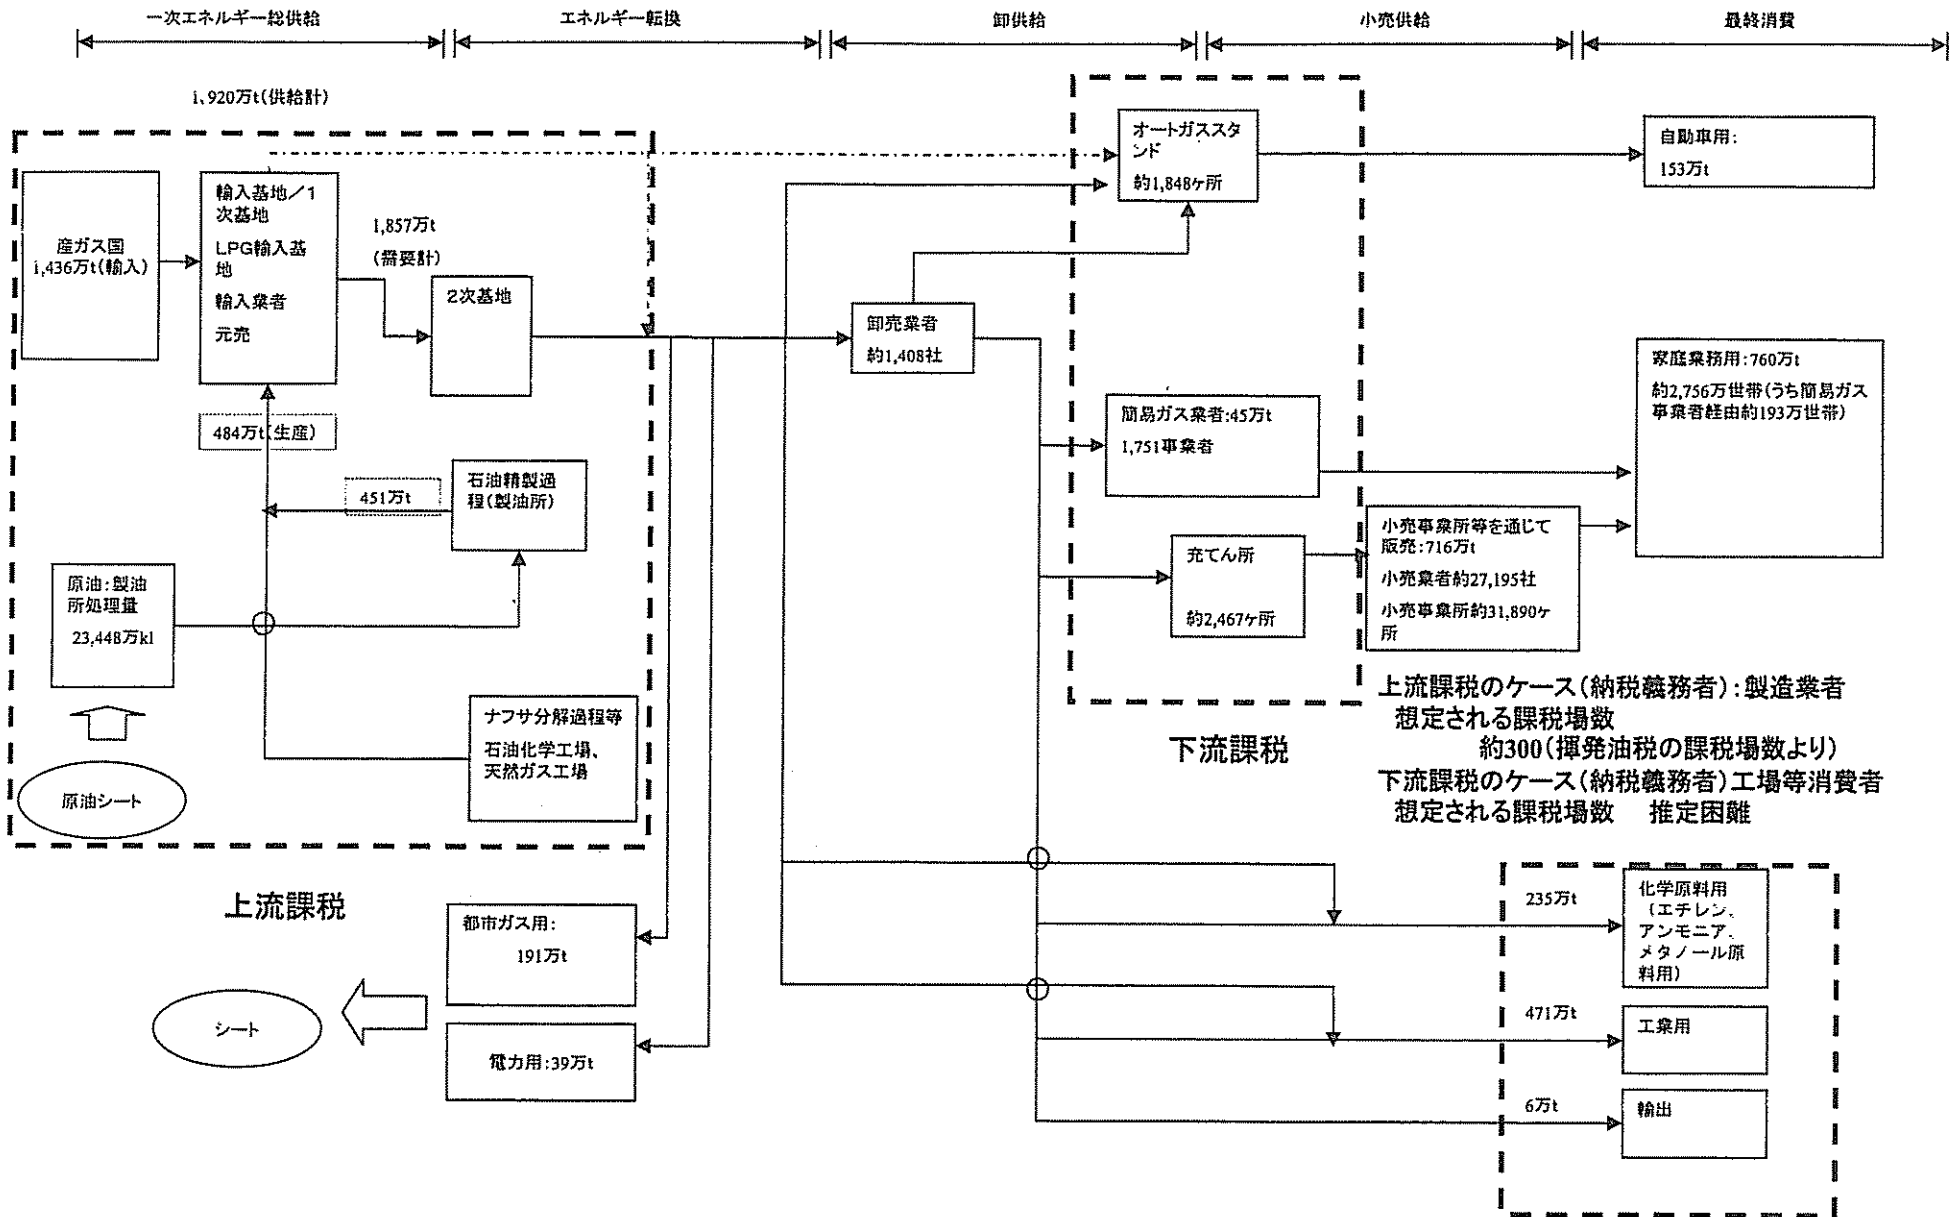 一次エネルギー総供給
エネルギー転換
卸供給
小売供給
最終消費
1,920万t(供給計)
産ガス国
1,436万t(輸入)
輸入基地／1
次基地
LPG輸入基
地
輸入業者
元売
1,857万t
(需要計)
2次基地
484万t(生産)
451万t
石油精製過
程(製油所)
原油:製油
所処理量
23,448万kl
ナフサ分解過程等
石油化学工場、
天然ガス工場
原油シート
上流課税
都市ガス用:
191万t
電力用:39万t
シート
卸売業者
約1,408社
オートガススタ
ンド
約1,848ヶ所
簡易ガス業者:45万t
1,751事業者
充てん所
約2,467ヶ所
小売事業所等を通じて
販売:716万t
小売業者約27,195社
小売事業所約31,890ヶ
所
自動車用:
153万t
家庭業務用:760万t
約2,756万世帯(うち簡易ガス
事業者経由約193万世帯)
下流課税
上流課税のケース(納税義務者):製造業者
想定される課税場数
約300(揮発油税の課税場数より)
下流課税のケース(納税義務者)工場等消費者
想定される課税場数　推定困難
235万t
化学原料用
(エチレン、
アンモニア、
メタノール原
料用)
471万t
工業用
6万t
輸出